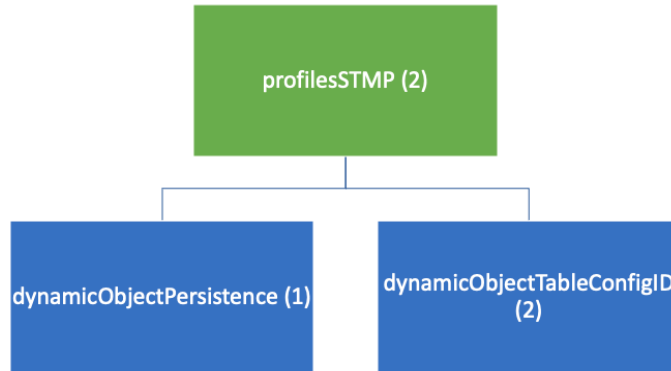 profilesSTMP (2)
dynamicObjectPersistence (1)
dynamicObjectTableConfigID
(2)